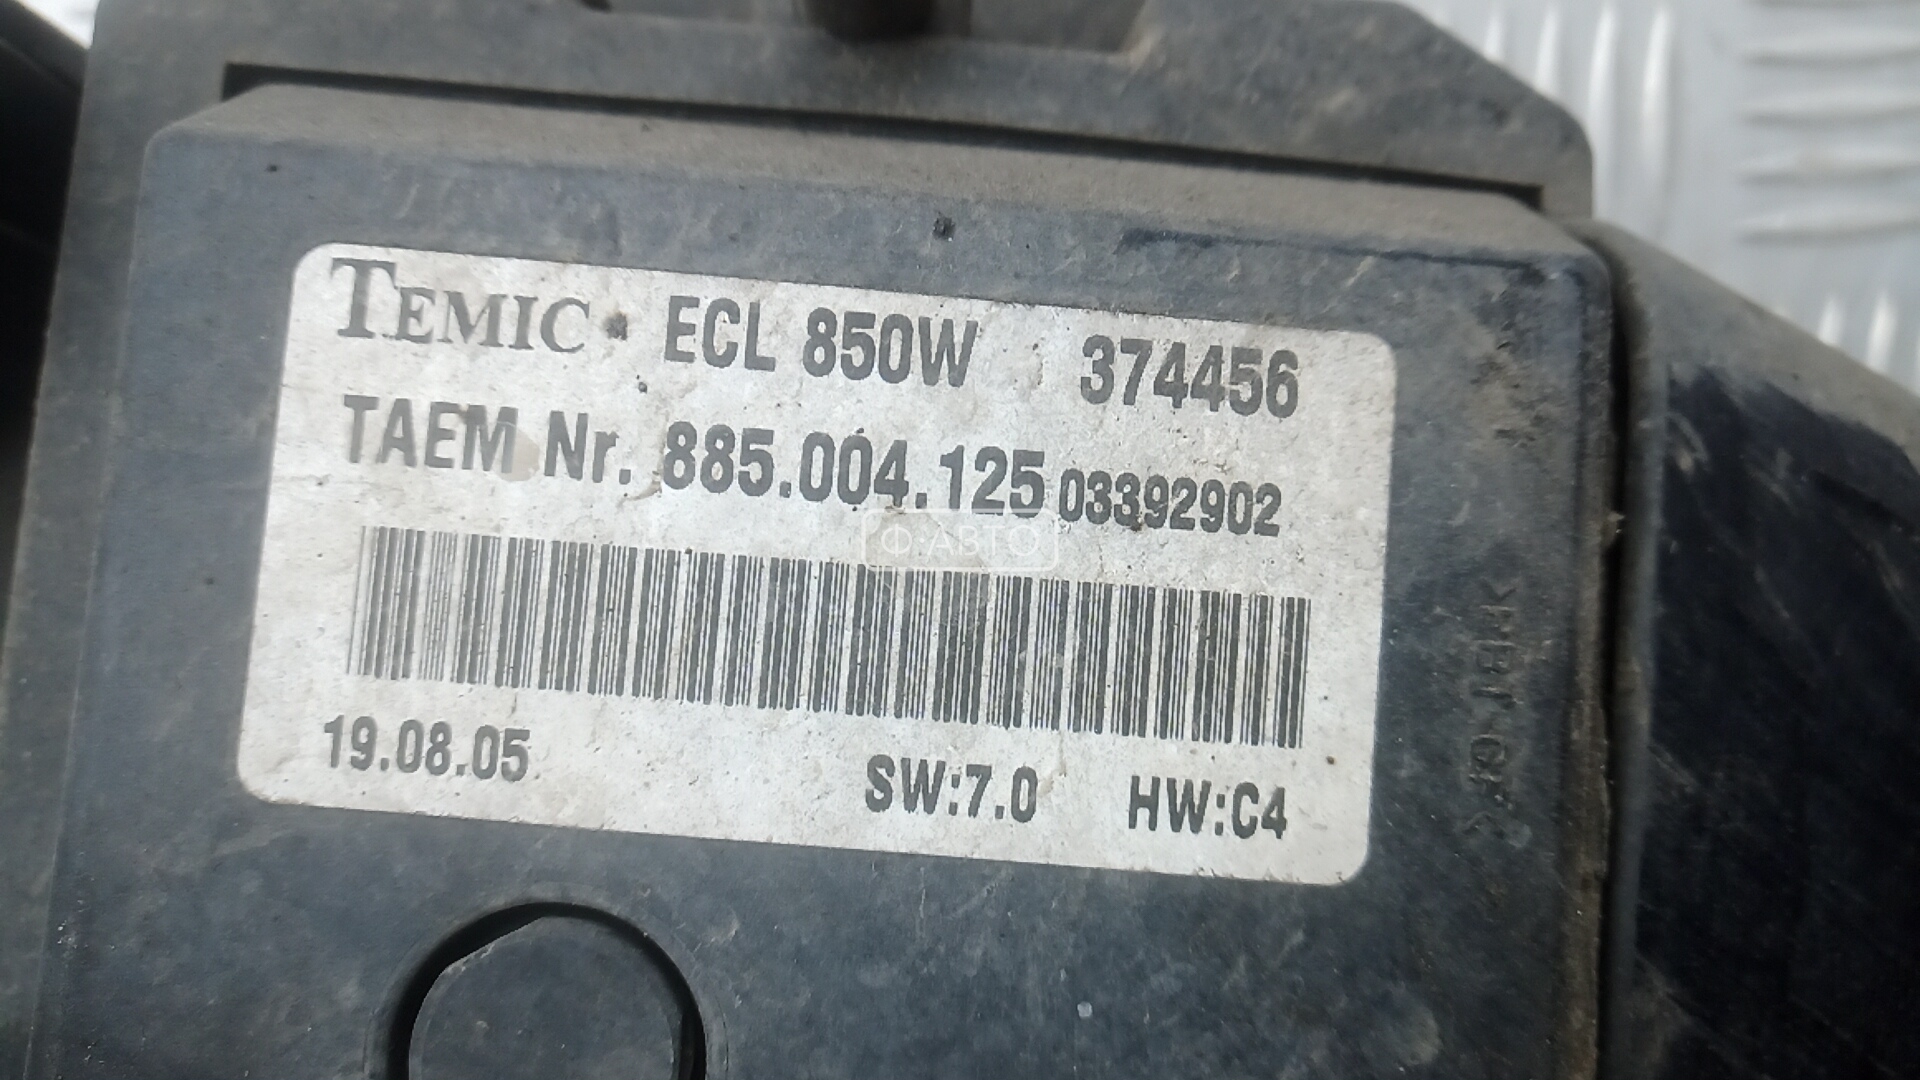 TEMIC ECL 850W 374456
TAEM Nr. 885.004.125 03392902
Ф-АВТО
19.08.05 SW:7.0 HW:C4